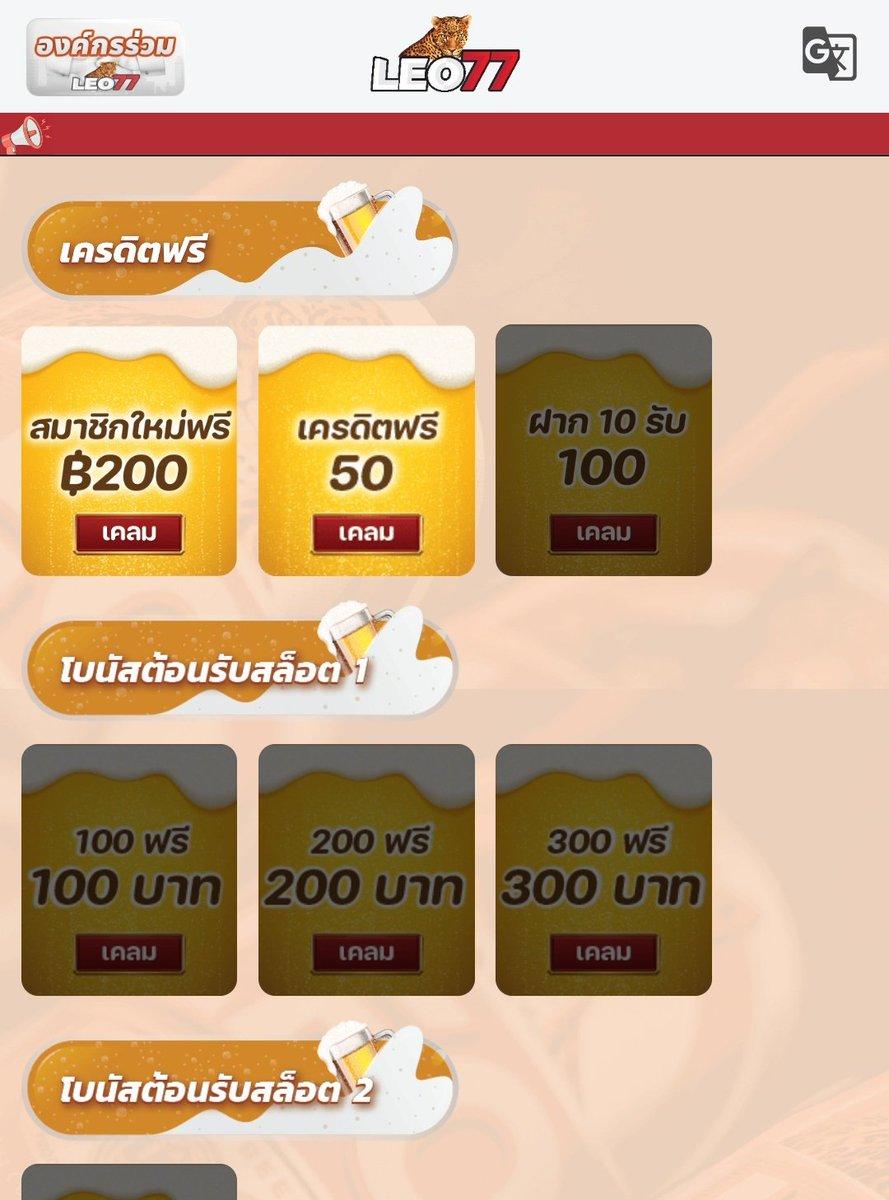 องค์กรร่วม
LEO77
LEO77
G文
เครดิตฟรี
สมาชิกใหม่ฟรี
฿200
เคลม
เครดิตฟรี
50
เคลม
ฝาก 10 รับ
100
เคลม
โบนัสต้อนรับสล็อต 1
100 ฟรี
100 บาท
เคลม
200 ฟรี
200 บาท
เคลม
300 ฟรี
300 บาท
เคลม
โบนัสต้อนรับสล็อต 2